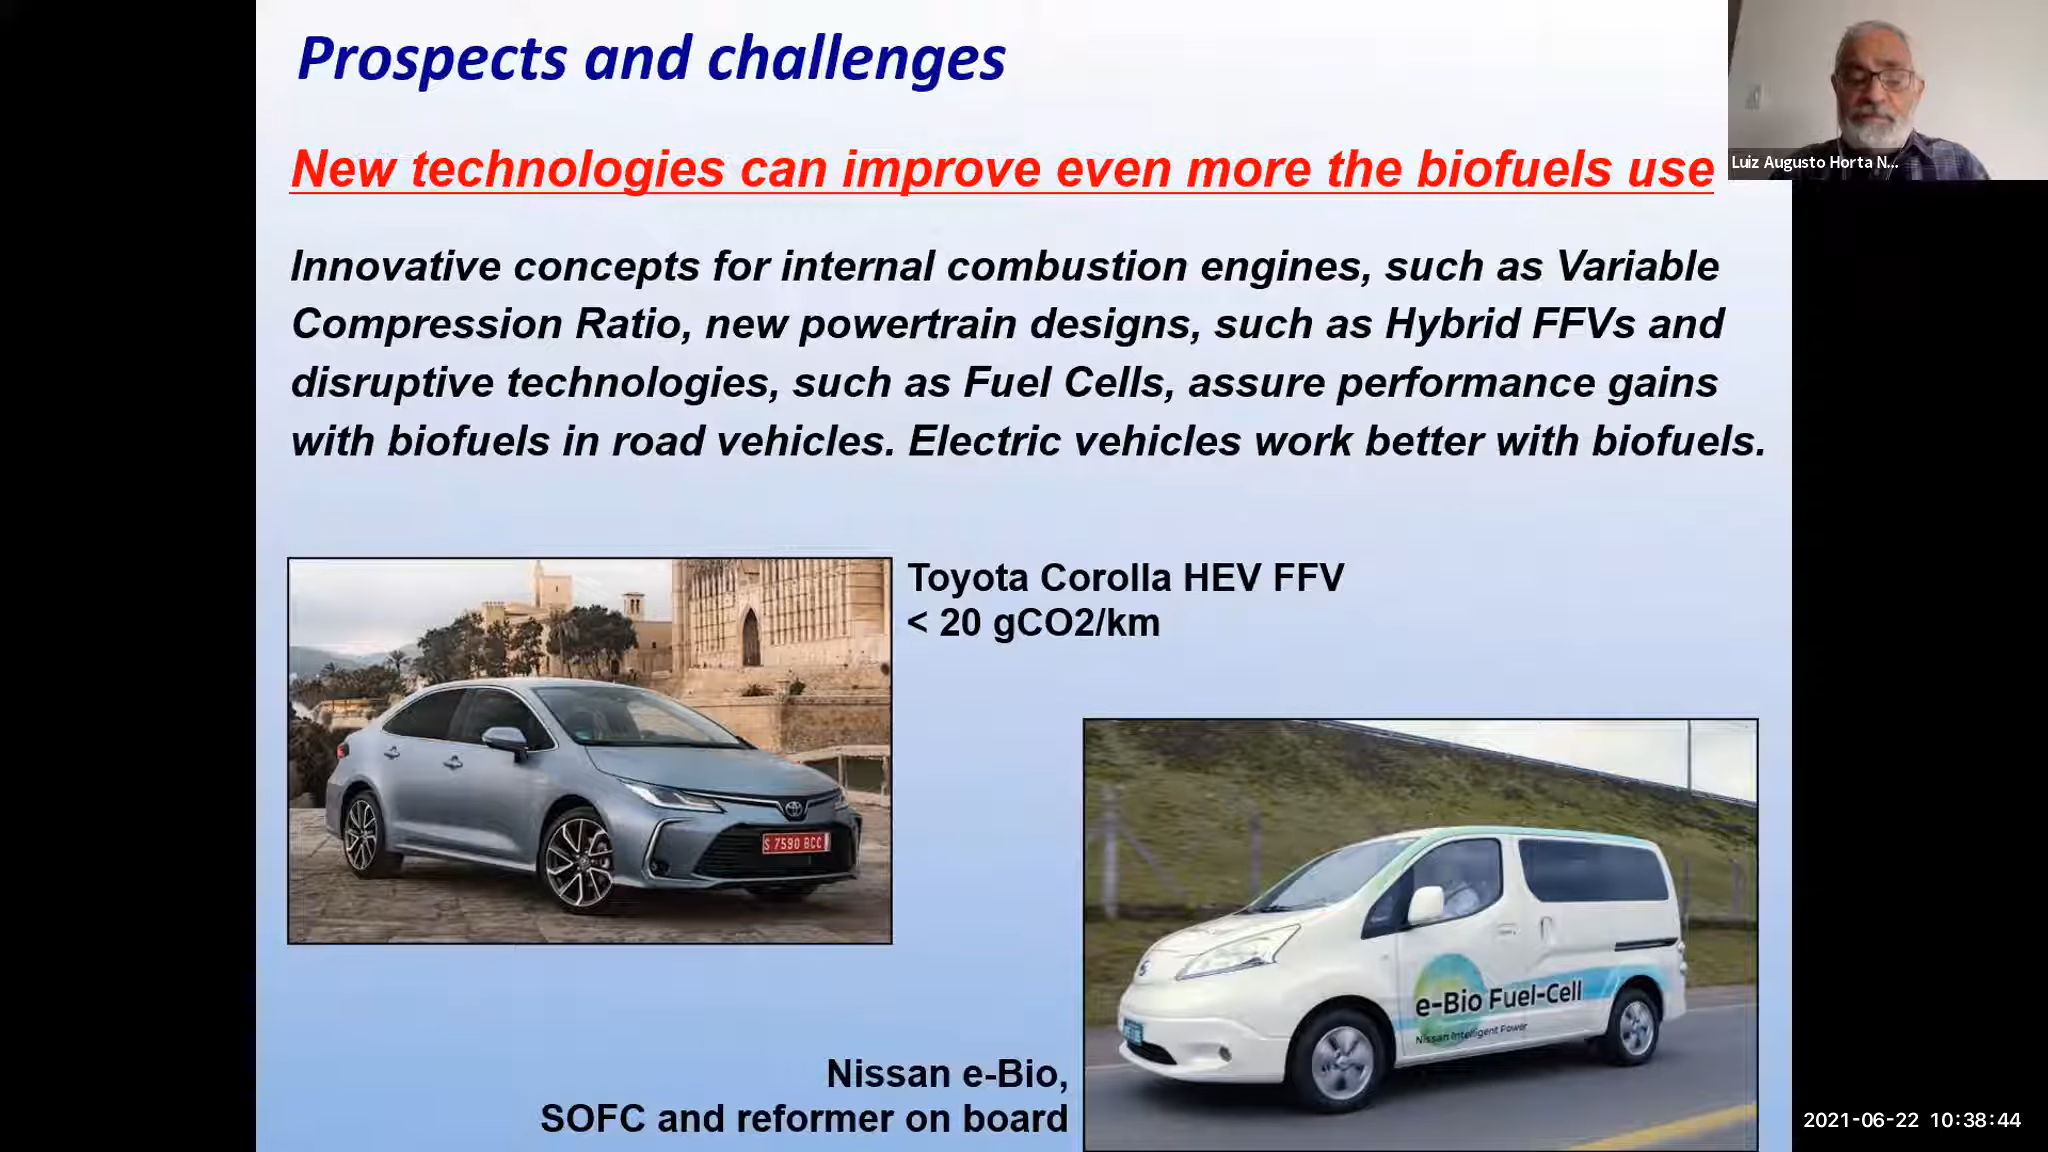 Prospects and challenges
Luiz Augusto Horta N...
New technologies can improve even more the biofuels use
Innovative concepts for internal combustion engines, such as Variable
Compression Ratio, new powertrain designs, such as Hybrid FFVs and
disruptive technologies, such as Fuel Cells, assure performance gains
with biofuels in road vehicles. Electric vehicles work better with biofuels.
Toyota Corolla HEV FFV
< 20 gCO2/km
S 7590 BCC
e-Bio Fuel-Cell
Nissan Intelligent Power
Nissan e-Bio,
SOFC and reformer on board
2021-06-22 10:38:44